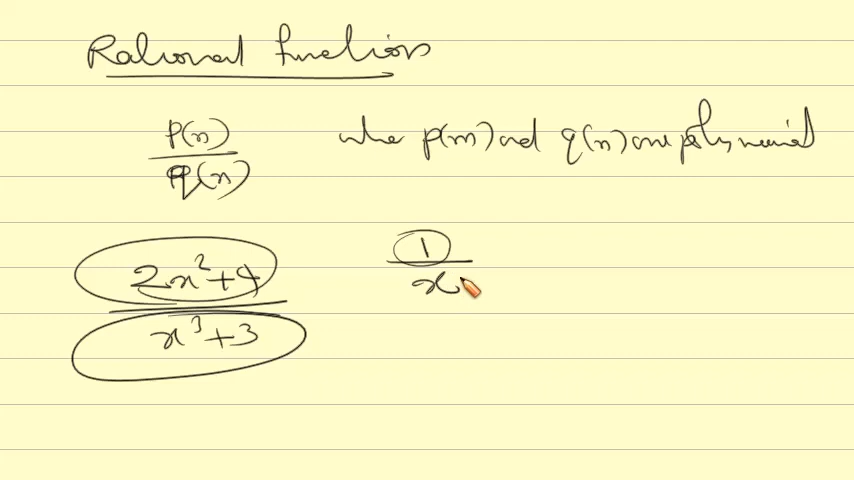 Rational functions
p(x)
q(x)
where p(x) and q(x) are polynomial
2x²+4
x³+3
1
x